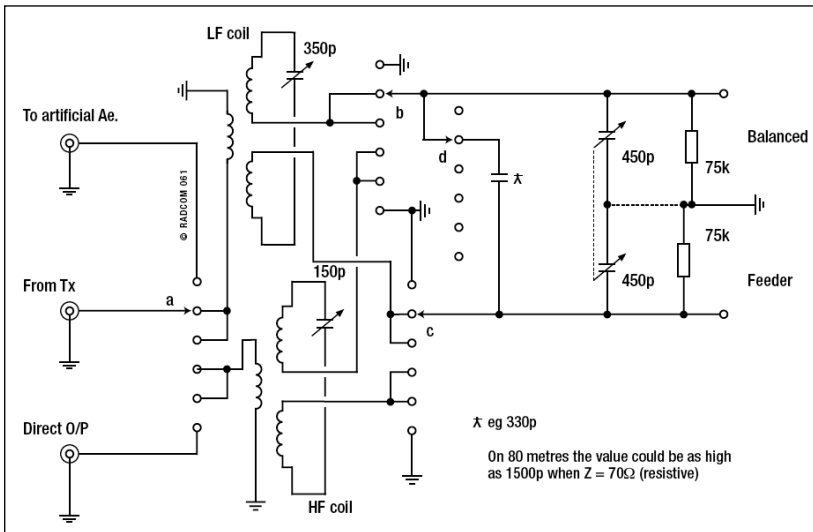 LF coil
350p
To artificial Ae.
b
Balanced
d
450p
75k
© RADCOM 061
75k
150p
From Tx
a
450p
Feeder
c
eg 330p
Direct O/P
On 80 metres the value could be as high
as 1500p when Z = 70Ω (resistive)
HF coil